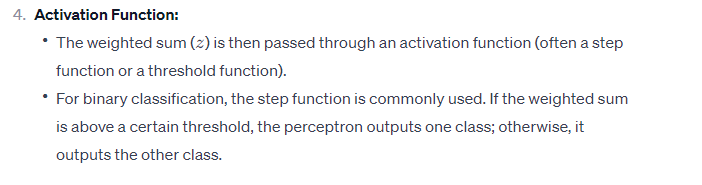 4. Activation Function:
• The weighted sum (z) is then passed through an activation function (often a step
function or a threshold function).
• For binary classification, the step function is commonly used. If the weighted sum
is above a certain threshold, the perceptron outputs one class; otherwise, it
outputs the other class.